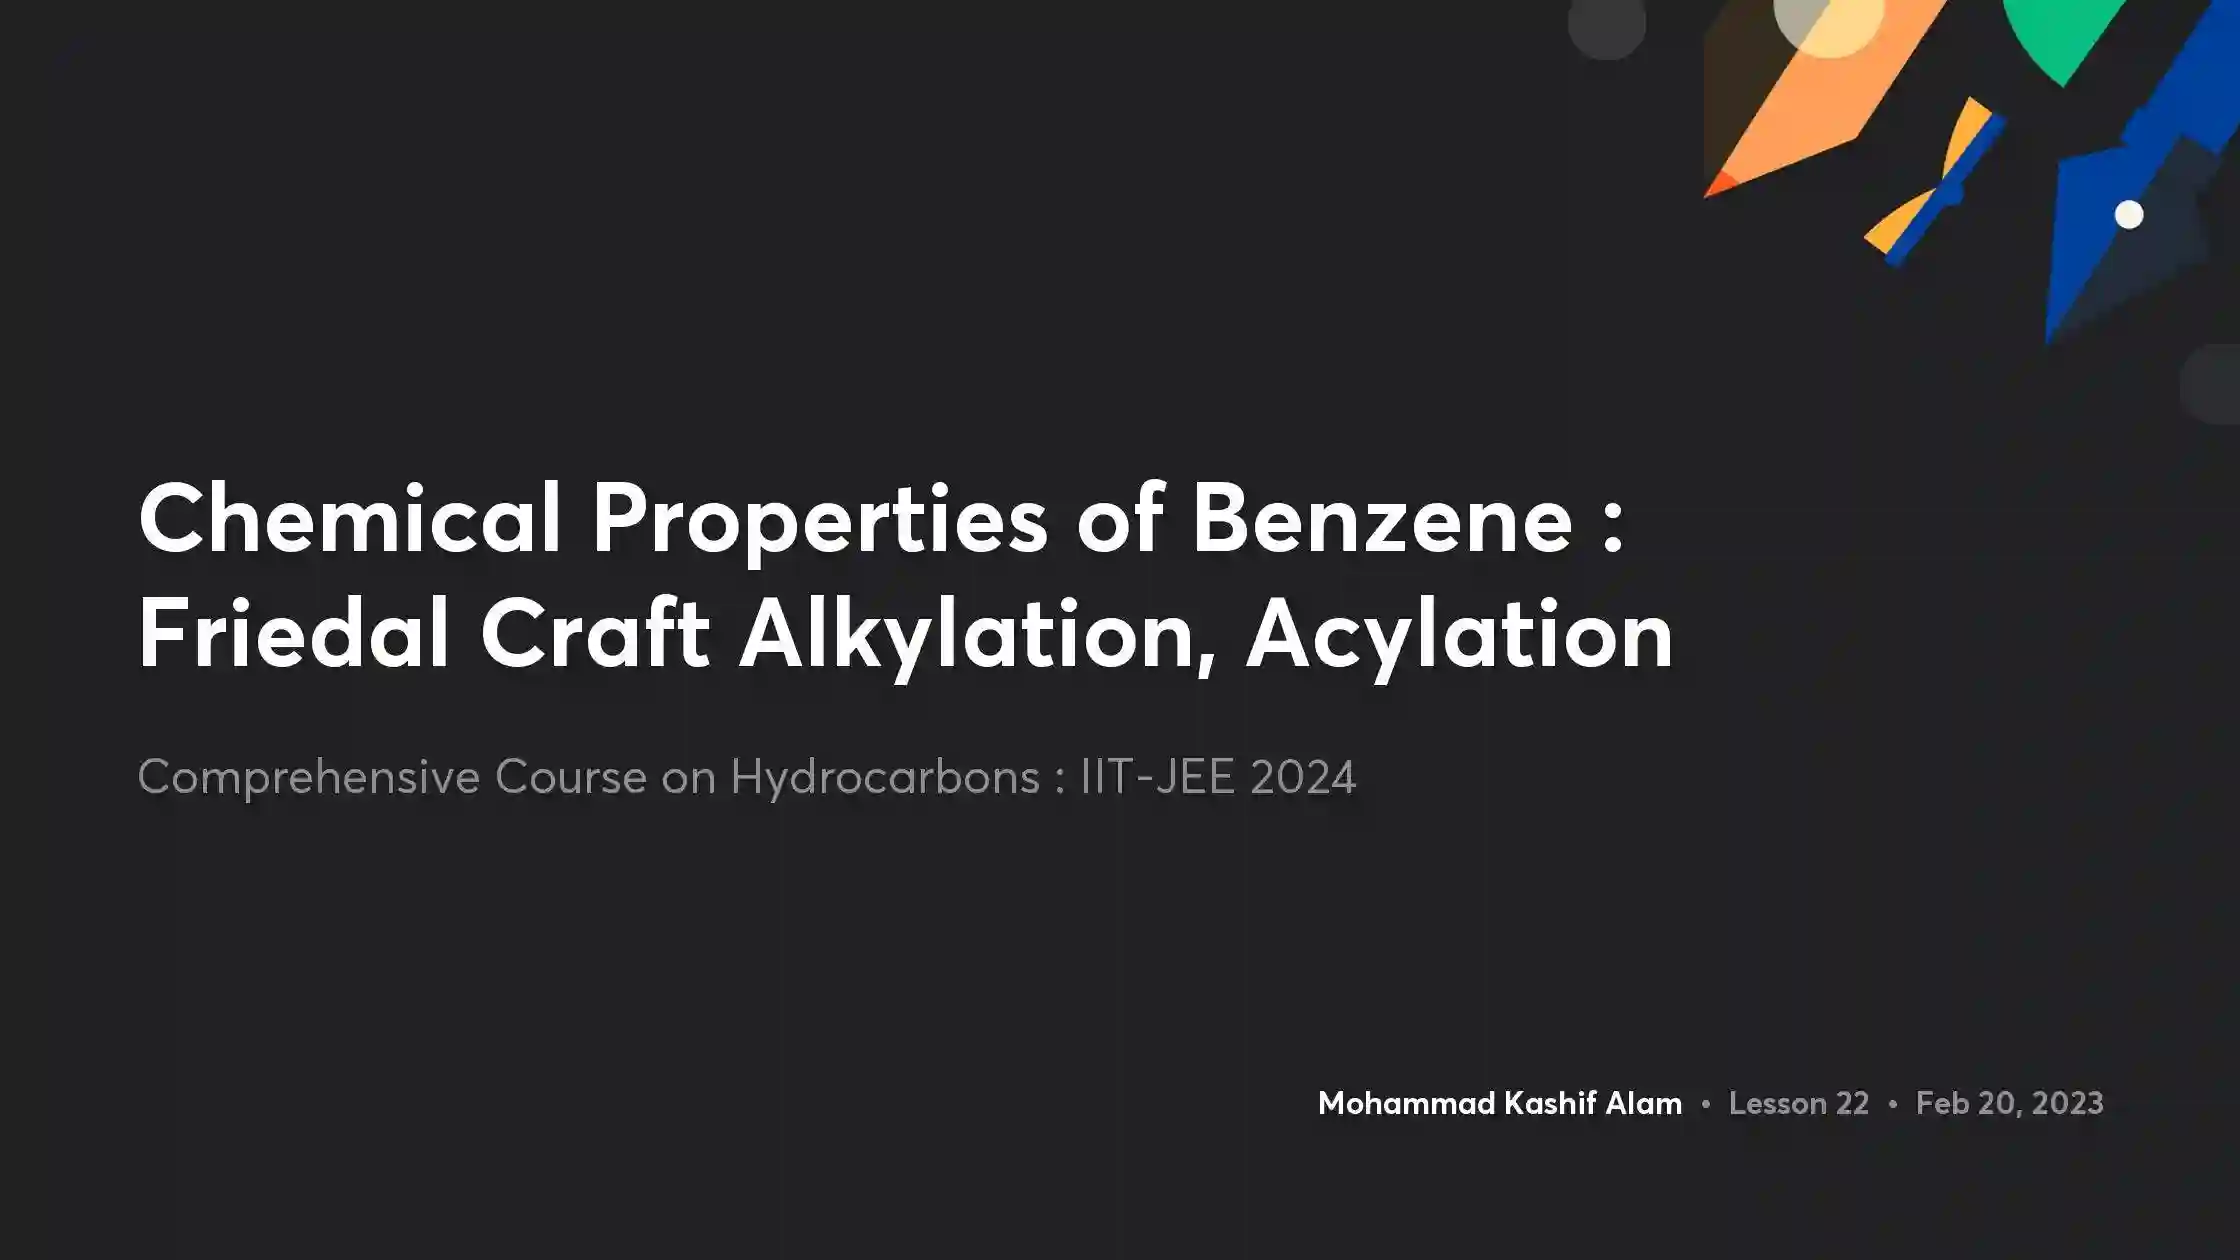 Chemical Properties of Benzene :
Friedal Craft Alkylation, Acylation
Comprehensive Course on Hydrocarbons : IIT-JEE 2024
Mohammad Kashif Alam • Lesson 22 • Feb 20, 2023